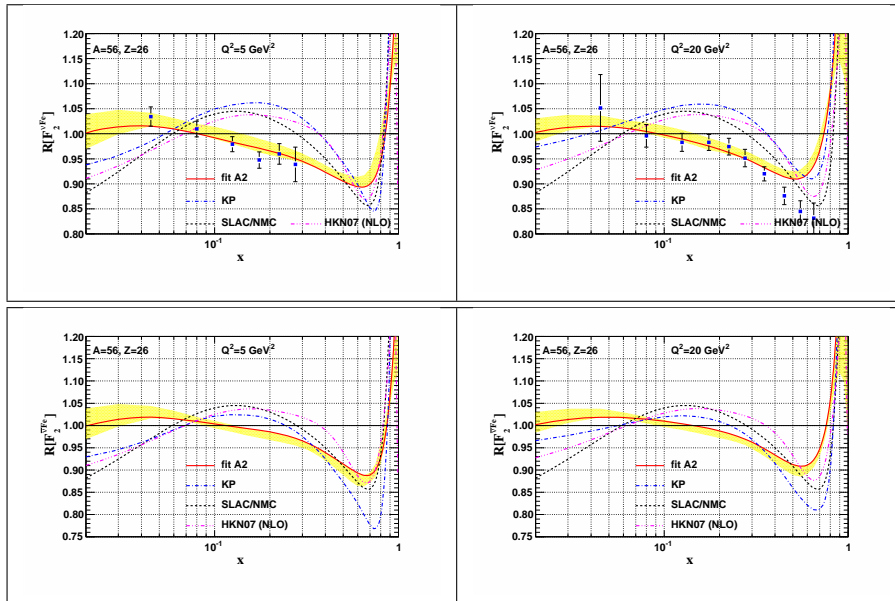 A=56, Z=26
Q²=5 GeV²
R[F₂^νFe]
1.20
1.15
1.10
1.05
1.00
0.95
0.90
0.85
0.80
fit A2
KP
SLAC/NMC
HKN07 (NLO)
10⁻¹
1
x
A=56, Z=26
Q²=20 GeV²
R[F₂^νFe]
1.20
1.15
1.10
1.05
1.00
0.95
0.90
0.85
0.80
fit A2
KP
SLAC/NMC
HKN07 (NLO)
10⁻¹
1
x
A=56, Z=26
Q²=5 GeV²
R[F₂^ν̄Fe]
1.20
1.15
1.10
1.05
1.00
0.95
0.90
0.85
0.80
0.75
fit A2
KP
SLAC/NMC
HKN07 (NLO)
10⁻¹
1
x
A=56, Z=26
Q²=20 GeV²
R[F₂^ν̄Fe]
1.20
1.15
1.10
1.05
1.00
0.95
0.90
0.85
0.80
0.75
fit A2
KP
SLAC/NMC
HKN07 (NLO)
10⁻¹
1
x